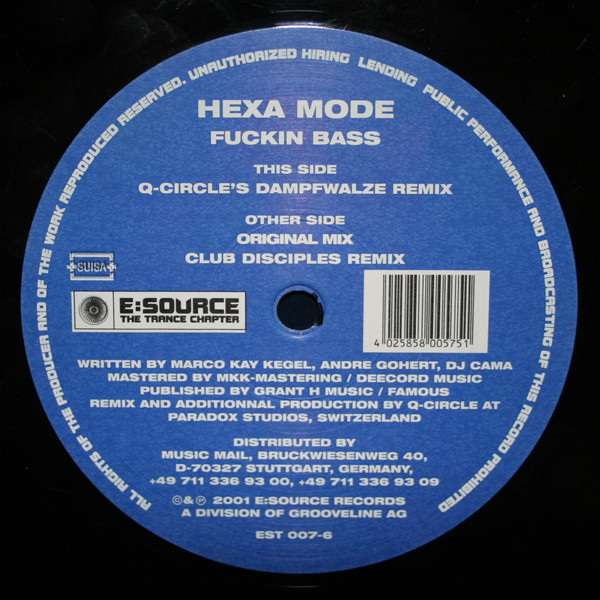 ALL RIGHTS OF THE PRODUCER AND OF THE WORK REPRODUCED RESERVED. UNAUTHORIZED HIRING LENDING PUBLIC PERFORMANCE AND BROADCASTING OF THIS RECORD PROHIBITED
HEXA MODE
FUCKIN BASS
THIS SIDE
Q-CIRCLE'S DAMPFWALZE REMIX
OTHER SIDE
ORIGINAL MIX
CLUB DISCIPLES REMIX
SUISA
E:SOURCE
THE TRANCE CHAPTER
4 025858 005751
WRITTEN BY MARCO KAY KEGEL, ANDRE GOHERT, DJ CAMA
MASTERED BY MKK-MASTERING / DEECORD MUSIC
PUBLISHED BY GRANT H MUSIC / FAMOUS
REMIX AND ADDITIONNAL PRODUCTION BY Q-CIRCLE AT
PARADOX STUDIOS, SWITZERLAND
DISTRIBUTED BY
MUSIC MAIL, BRUCKWIESENWEG 40,
D-70327 STUTTGART, GERMANY,
+49 711 336 93 00, +49 711 336 93 09
©&℗ 2001 E:SOURCE RECORDS
A DIVISION OF GROOVELINE AG
EST 007-6